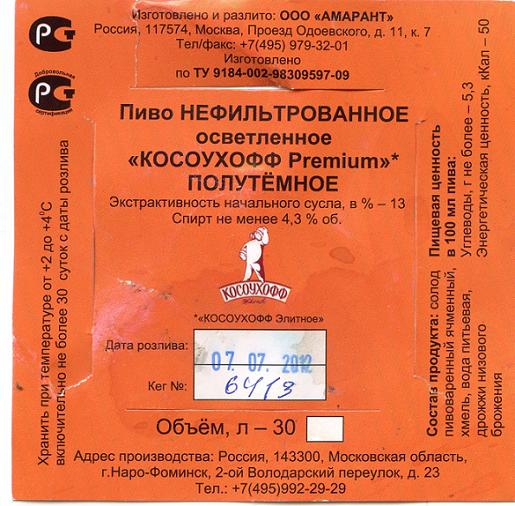 Изготовлено и разлито: ООО «АМАРАНТ»
Россия, 117574, Москва, Проезд Одоевского, д. 11, к. 7
Тел/факс: +7(495) 979-32-01
Изготовлено
по ТУ 9184-002-98309597-09
РСТ
Добровольная
РСТ
сертификация
Пиво НЕФИЛЬТРОВАННОЕ
осветленное
«КОСОУХОФФ Premium»*
ПОЛУТЁМНОЕ
Экстрактивность начального сусла, в % – 13
Спирт не менее 4,3 % об.
КОСОУХОФФ
*«КОСОУХОФФ Элитное»
Дата розлива:
07.07.2012
Кег №:
6413
Объём, л – 30
Адрес производства: Россия, 143300, Московская область,
г.Наро-Фоминск, 2-ой Володарский переулок, д. 23
Тел.: +7(495)992-29-29
Хранить при температуре от +2 до +4°С
включительно не более 30 суток с даты розлива
Пищевая ценность
в 100 мл пива:
Углеводы, г не более – 5,3
Энергетическая ценность, кКал – 50
Состав продукта: солод
пивоваренный ячменный,
хмель, вода питьевая,
дрожжи низового
брожения